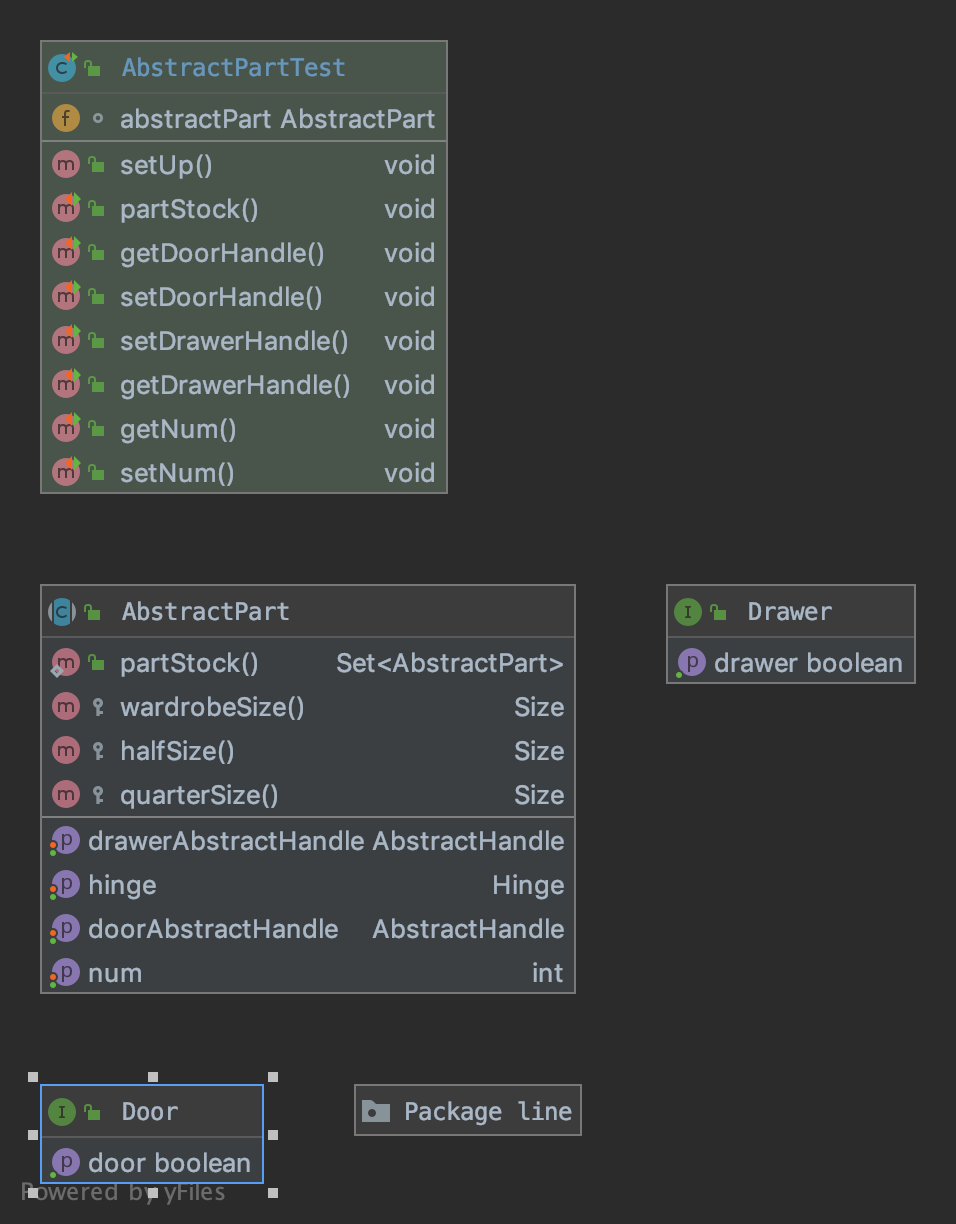 AbstractPartTest
abstractPart AbstractPart
setUp() void
partStock() void
getDoorHandle() void
setDoorHandle() void
setDrawerHandle() void
getDrawerHandle() void
getNum() void
setNum() void
AbstractPart
partStock() Set<AbstractPart>
wardrobeSize() Size
halfSize() Size
quarterSize() Size
drawerAbstractHandle AbstractHandle
hinge Hinge
doorAbstractHandle AbstractHandle
num int
Drawer
drawer boolean
Door
door boolean
Package line
Powered by yFiles